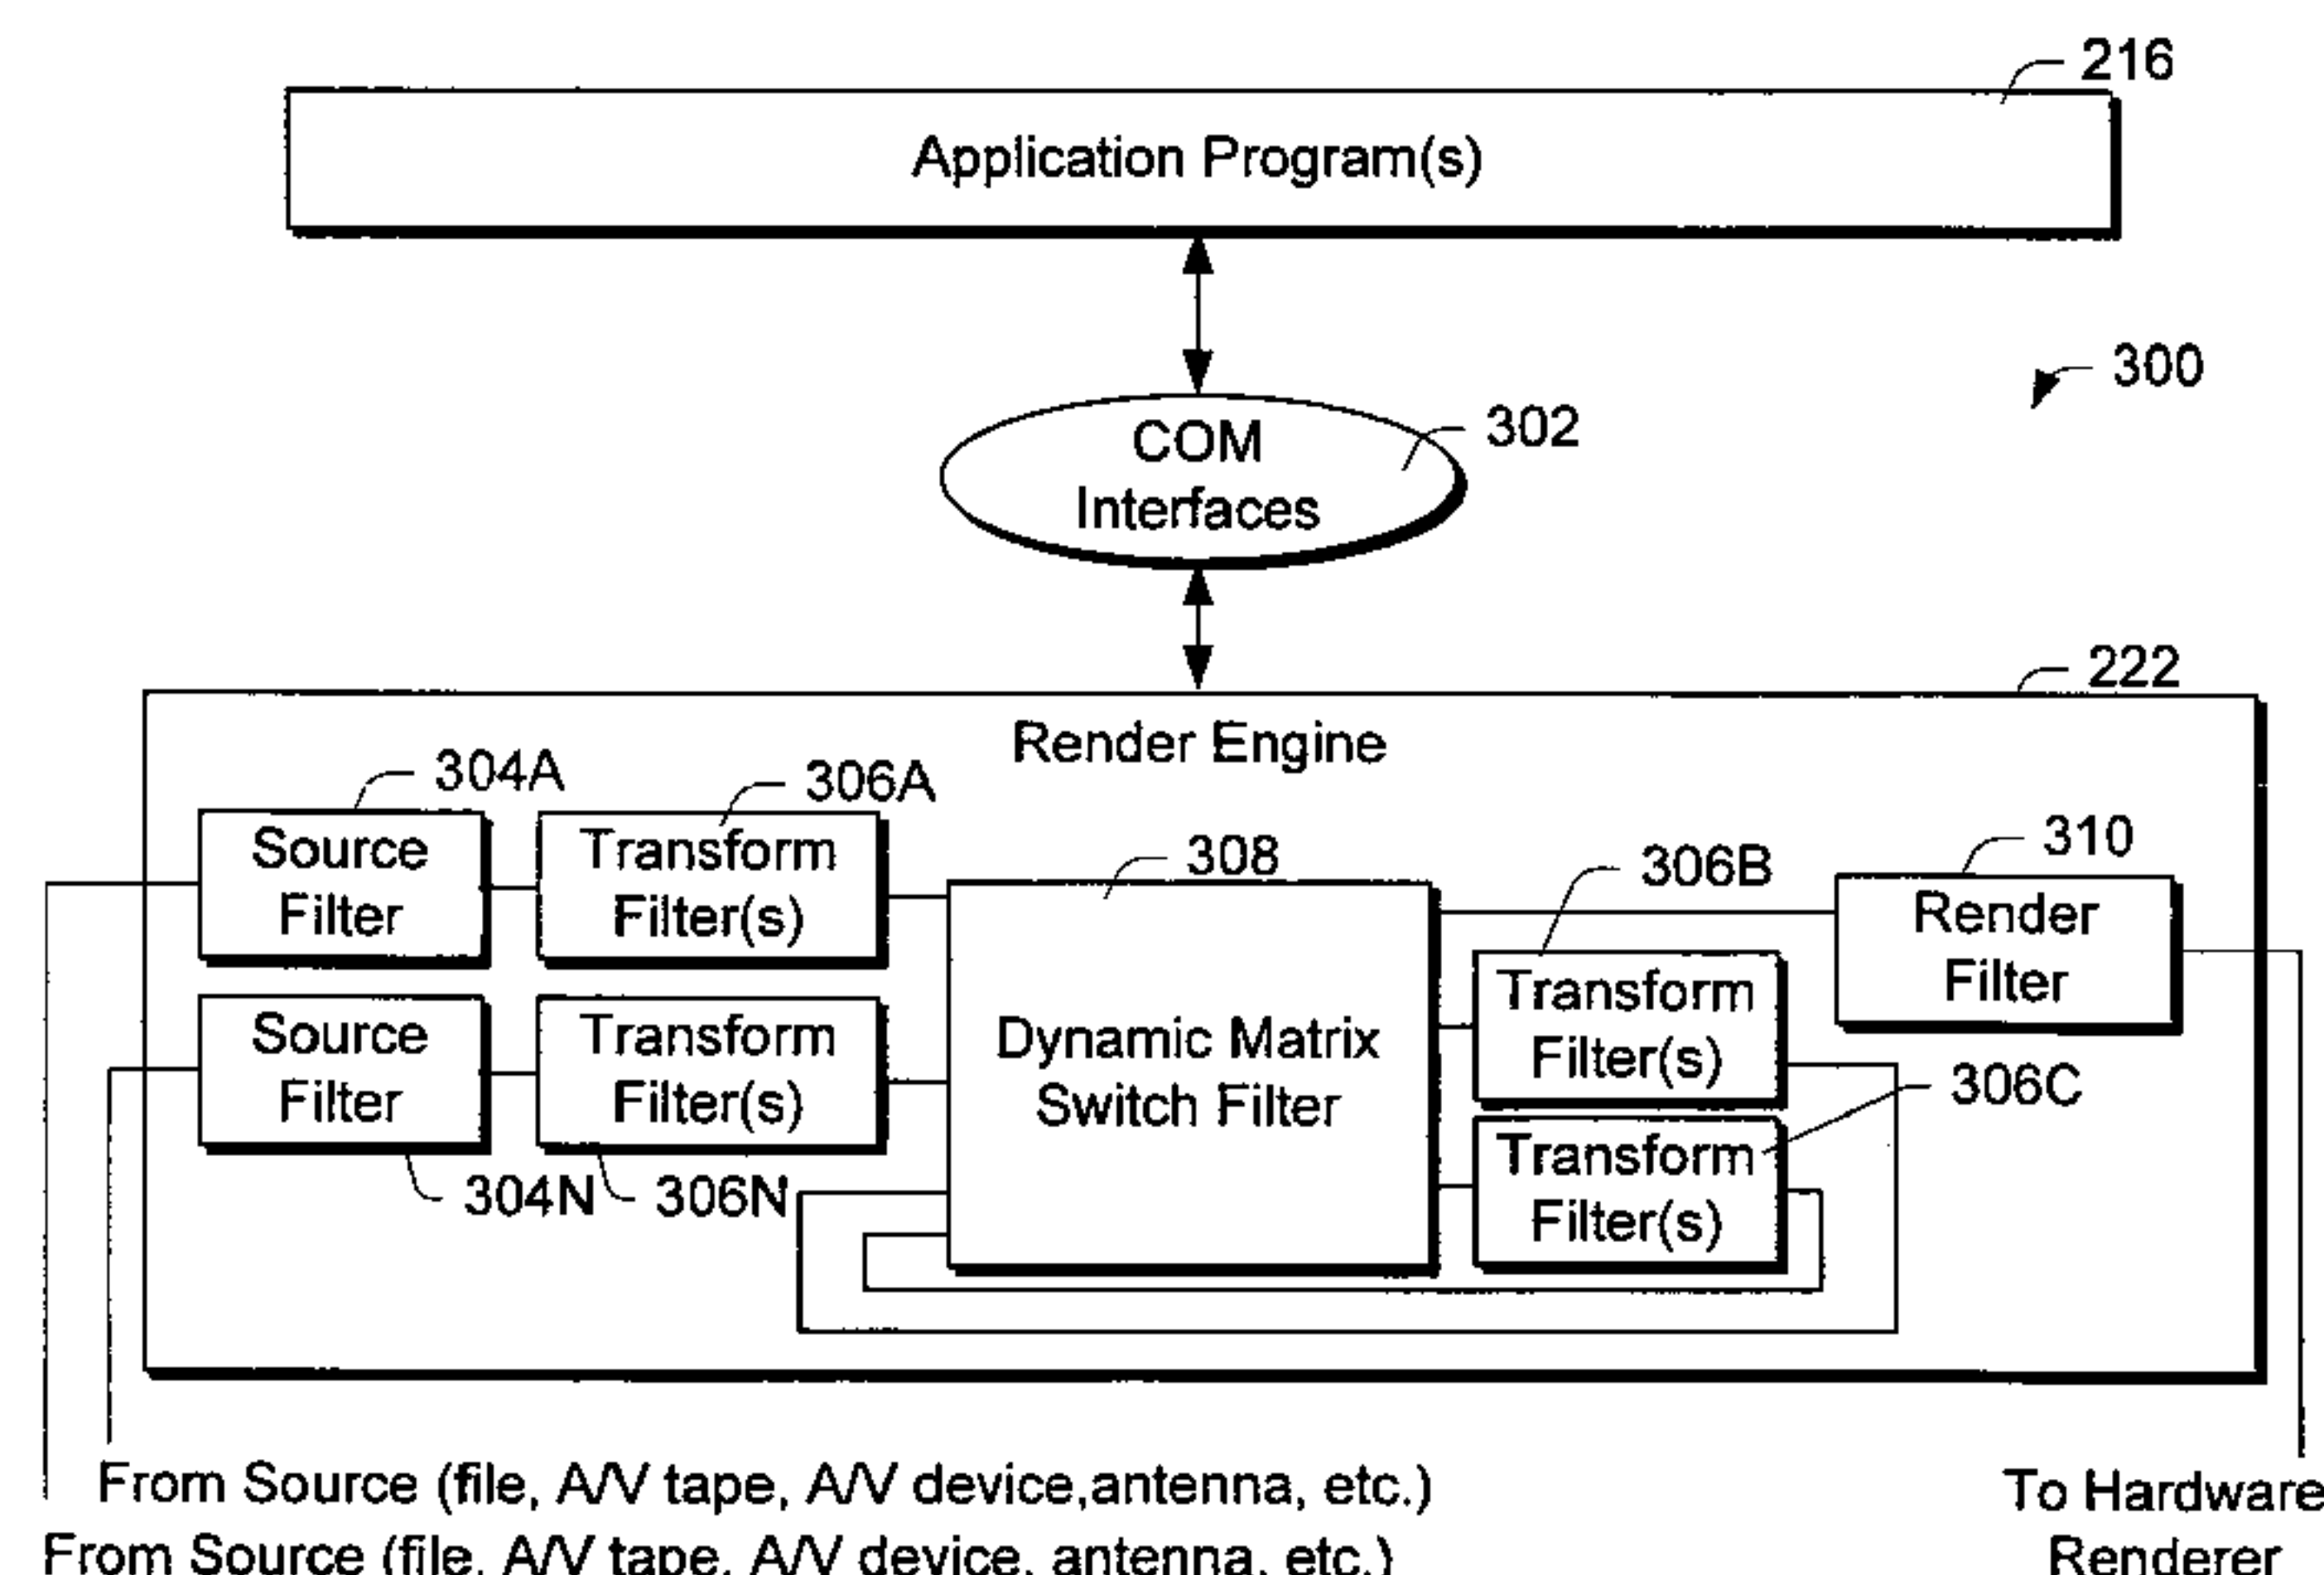 216
Application Program(s)
300
COM
Interfaces
302
222
Render Engine
304A
306A
Source
Filter
Transform
Filter(s)
308
306B
310
Render
Filter
Source
Filter
Transform
Filter(s)
Dynamic Matrix
Switch Filter
Transform
Filter(s)
306C
Transform
Filter(s)
304N
306N
From Source (file, A/V tape, A/V device,antenna, etc.)
From Source (file, A/V tape, A/V device, antenna, etc.)
To Hardware
Renderer